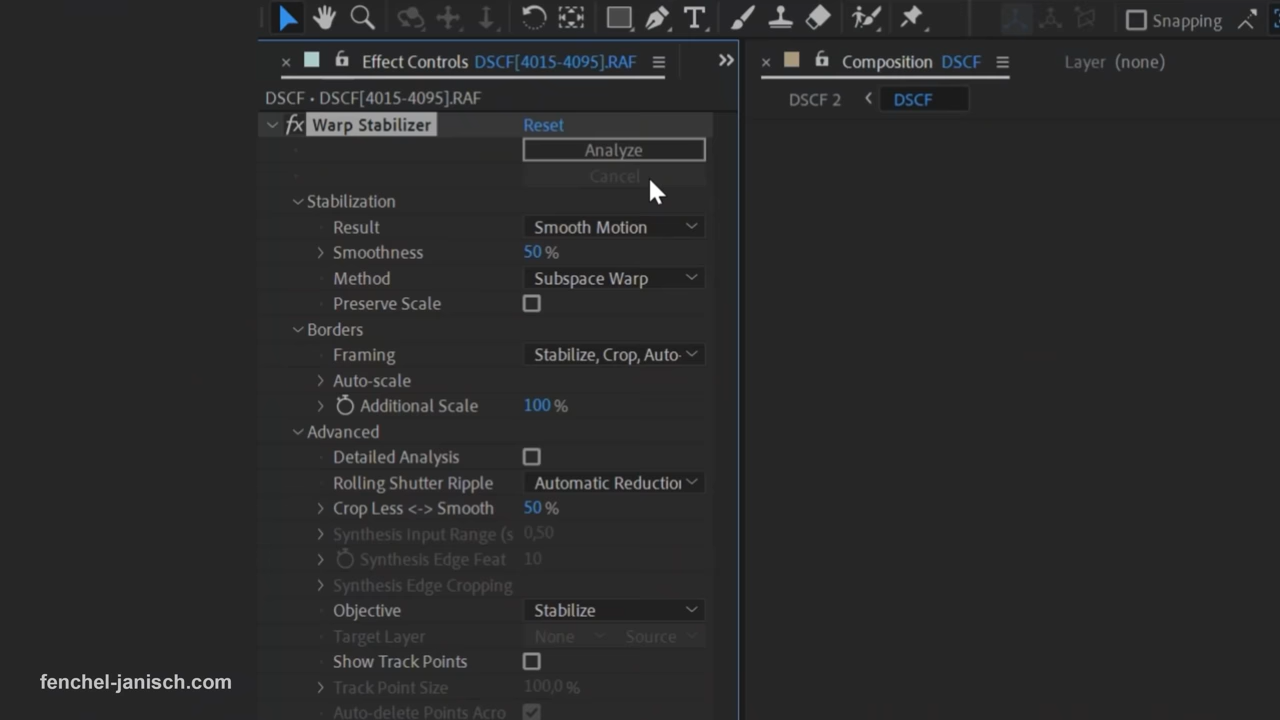 Snapping
Effect Controls DSCF[4015-4095].RAF
Composition DSCF
Layer (none)
DSCF • DSCF[4015-4095].RAF
DSCF 2
DSCF
fx Warp Stabilizer
Reset
Analyze
Cancel
Stabilization
Result Smooth Motion
Smoothness 50 %
Method Subspace Warp
Preserve Scale
Borders
Framing Stabilize, Crop, Auto-
Auto-scale
Additional Scale 100 %
Advanced
Detailed Analysis
Rolling Shutter Ripple Automatic Reduction
Crop Less <-> Smooth 50 %
Synthesis Input Range (s 0,50
Synthesis Edge Feat 10
Synthesis Edge Cropping
Objective Stabilize
Target Layer None Source
Show Track Points
Track Point Size 100,0 %
Auto-delete Points Acro
fenchel-janisch.com